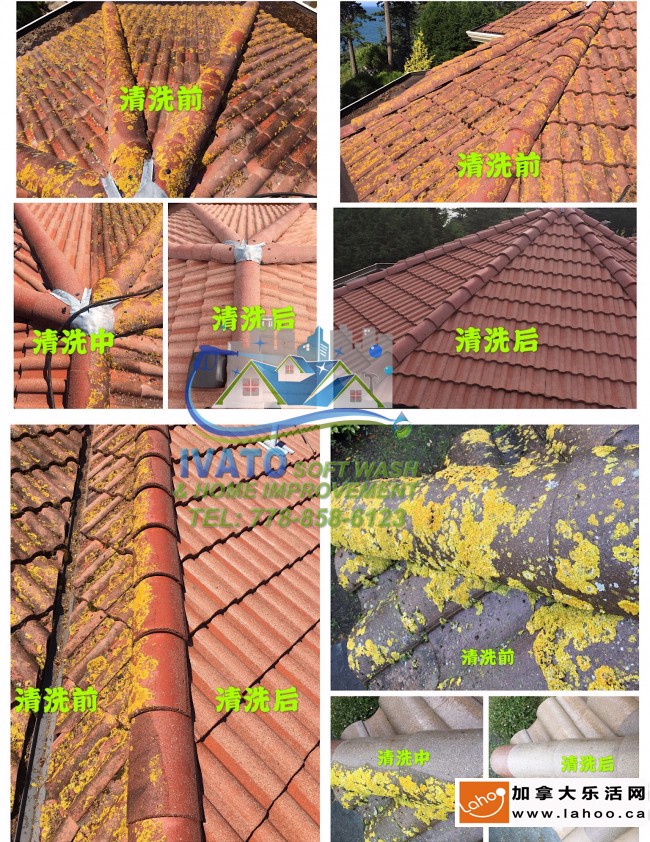 清洗前
清洗前
清洗中
清洗后
清洗后
IVATO SOFT WASH
& HOME IMPROVEMENT
TEL: 778-858-6123
清洗前
清洗后
清洗前
清洗中
清洗后
Lahoo
加拿大乐活网
www.lahoo.ca